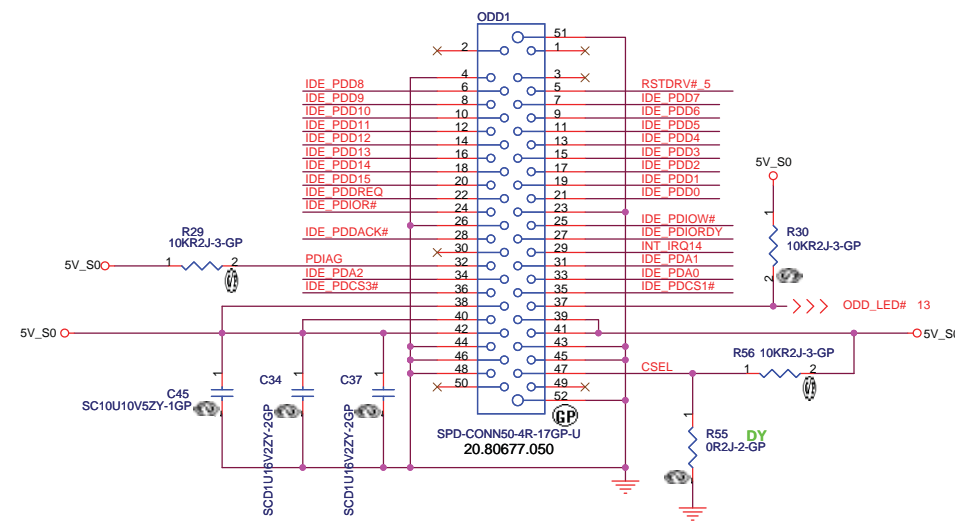 ODD1
51
2 1
4 3
IDE_PDD8 6 5 RSTDRV#_5
IDE_PDD9 8 7 IDE_PDD7
IDE_PDD10 10 9 IDE_PDD6
IDE_PDD11 12 11 IDE_PDD5
IDE_PDD12 14 13 IDE_PDD4
IDE_PDD13 16 15 IDE_PDD3
IDE_PDD14 18 17 IDE_PDD2
IDE_PDD15 20 19 IDE_PDD1
IDE_PDDREQ 22 21 IDE_PDD0
IDE_PDIOR# 24 23
26 25 IDE_PDIOW#
IDE_PDDACK# 28 27 IDE_PDIORDY
30 29 INT_IRQ14
PDIAG 32 31 IDE_PDA1
IDE_PDA2 34 33 IDE_PDA0
IDE_PDCS3# 36 35 IDE_PDCS1#
38 37
40 39
42 41
44 43
46 45
48 47 CSEL
50 49
52
R29
10KR2J-3-GP
5V_S0 1 2
5V_S0
1
R30
10KR2J-3-GP
2
ODD_LED# 13
5V_S0
5V_S0
R56 10KR2J-3-GP
1 2
1
C45
SC10U10V5ZY-1GP
1
C34
SCD1U16V2ZY-2GP
1
C37
SCD1U16V2ZY-2GP
GP
SPD-CONN50-4R-17GP-U
20.80677.050
1
R55 DY
0R2J-2-GP